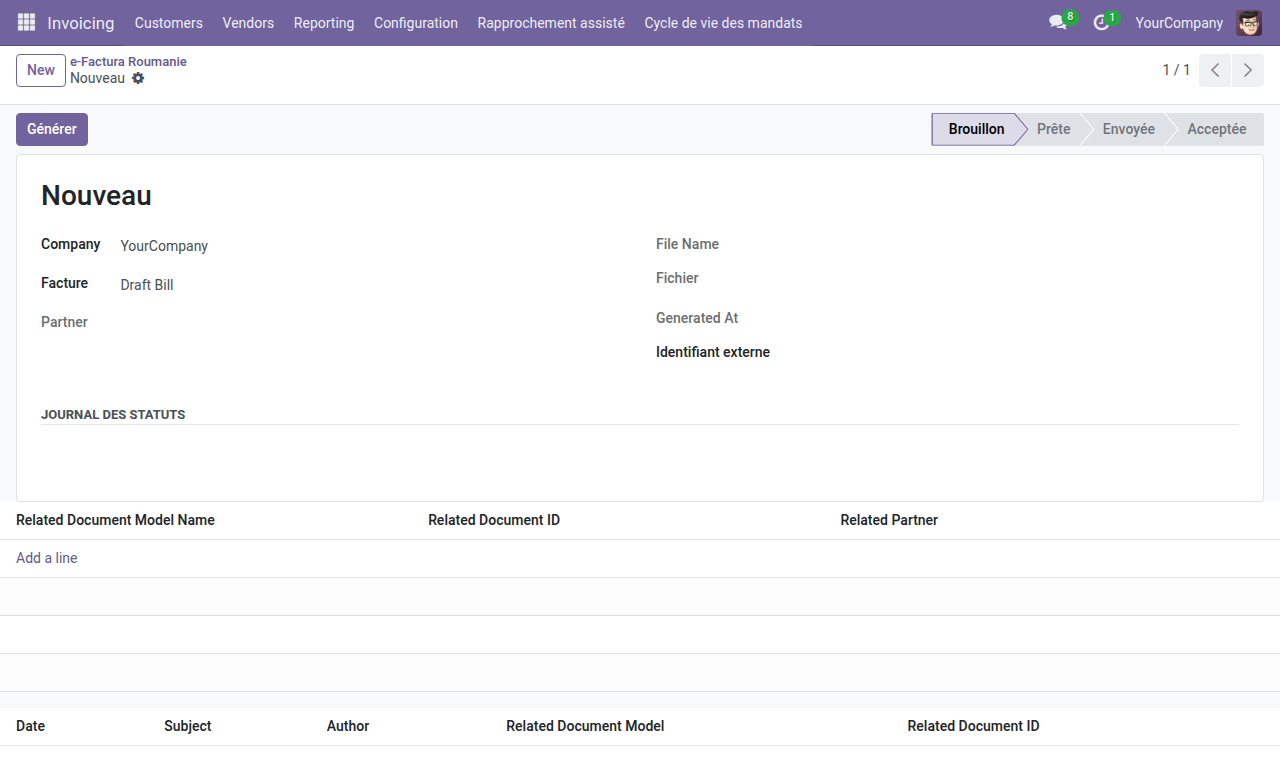 Invoicing Customers Vendors Reporting Configuration Rapprochement assisté Cycle de vie des mandats 8 1 YourCompany
New e-Factura Roumanie
Nouveau
1 / 1
Générer Brouillon Prête Envoyée Acceptée
Nouveau
Company YourCompany
Facture Draft Bill
Partner
File Name
Fichier
Generated At
Identifiant externe
JOURNAL DES STATUTS
Related Document Model Name Related Document ID Related Partner
Add a line
Date Subject Author Related Document Model Related Document ID